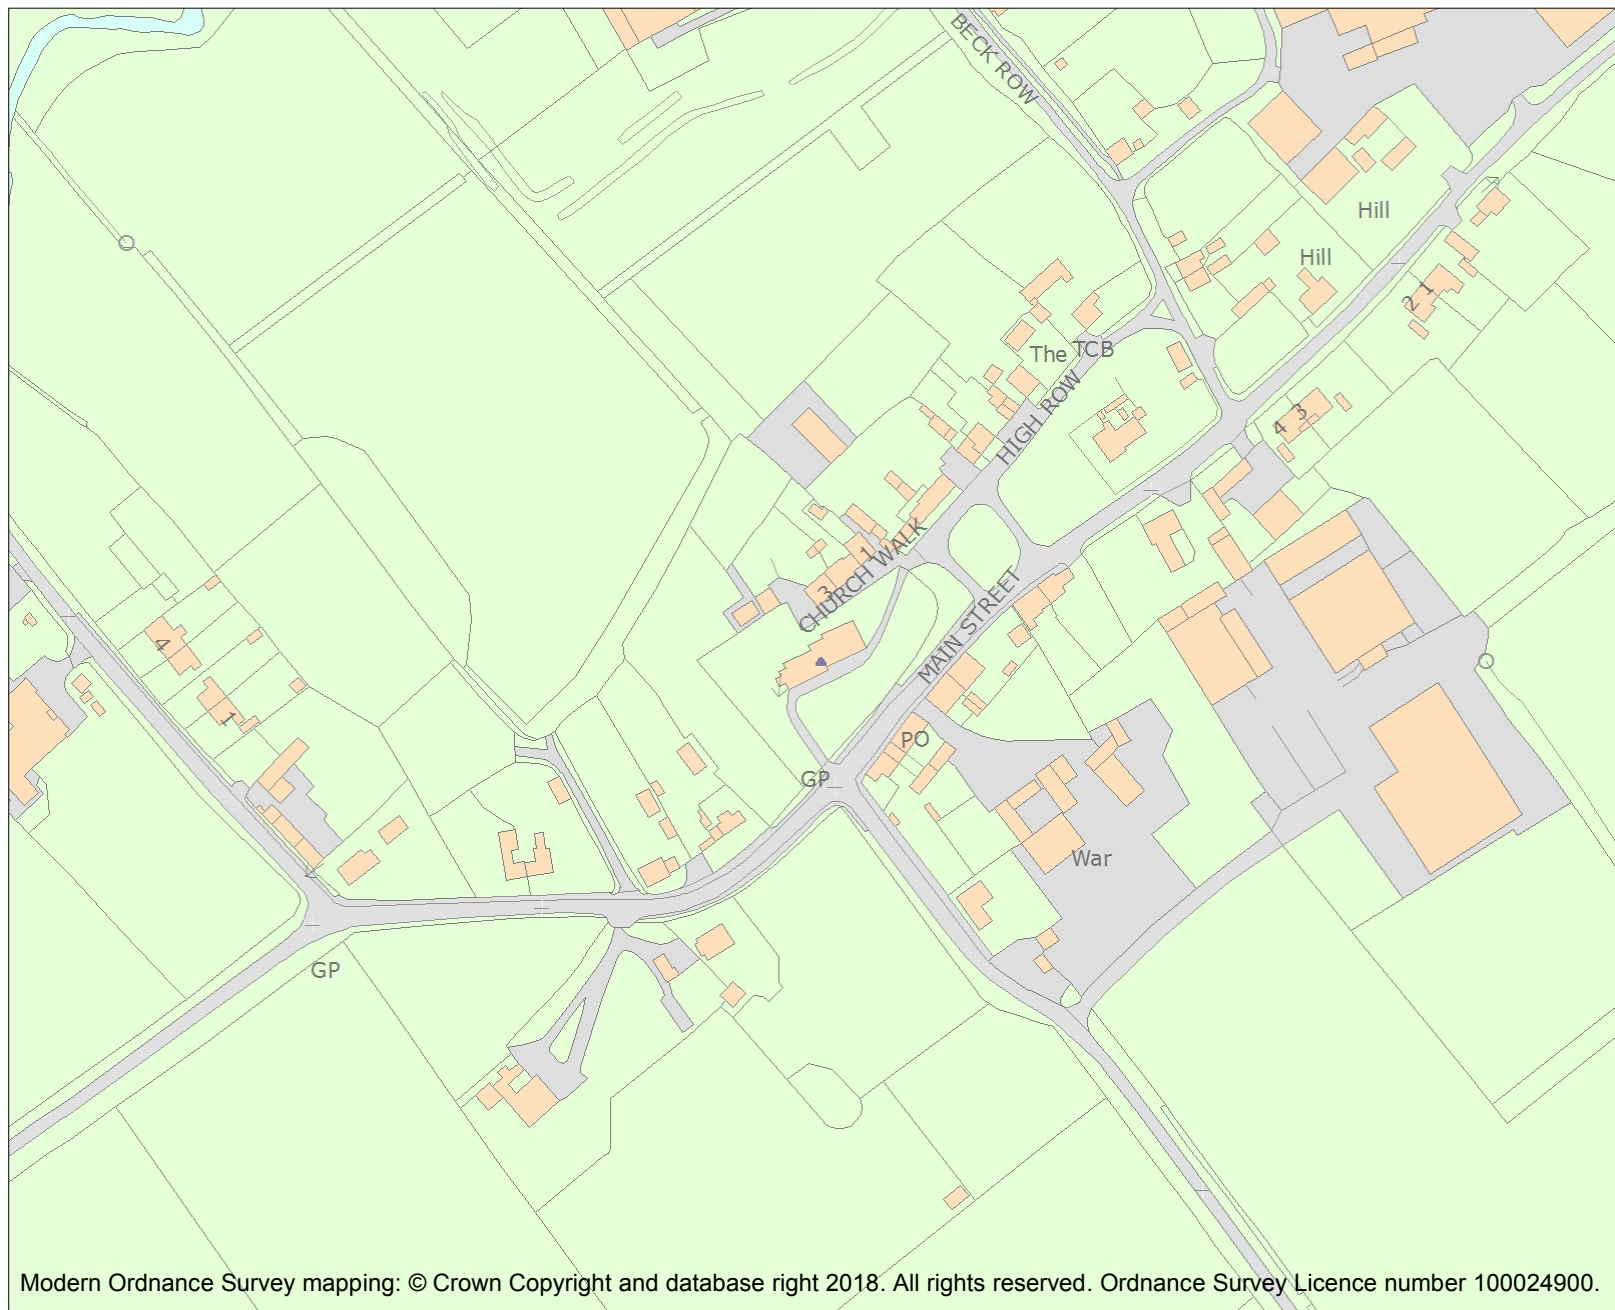 BECK ROW
Hill
Hill
2 1
The TCB
HIGH ROW
4 3
CHURCH WALK
1
3
MAIN STREET
4
1
PO
GP
War
GP
Modern Ordnance Survey mapping: © Crown Copyright and database right 2018. All rights reserved. Ordnance Survey Licence number 100024900.